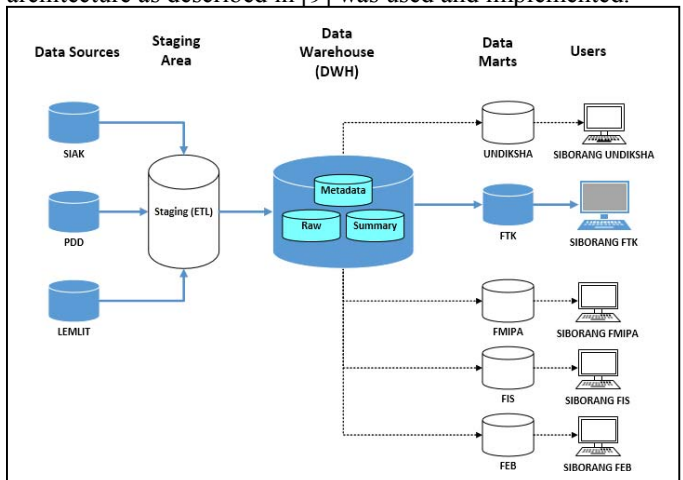 architecture as described in [9] was used and implemented.
Data Sources
Staging
Area
Data
Warehouse
(DWH)
Data
Marts
Users
SIAK
PDD
LEMLIT
Staging (ETL)
Metadata
Raw
Summary
UNDIKSHA
SIBORANG UNDIKSHA
FTK
SIBORANG FTK
FMIPA
SIBORANG FMIPA
FIS
SIBORANG FIS
FEB
SIBORANG FEB